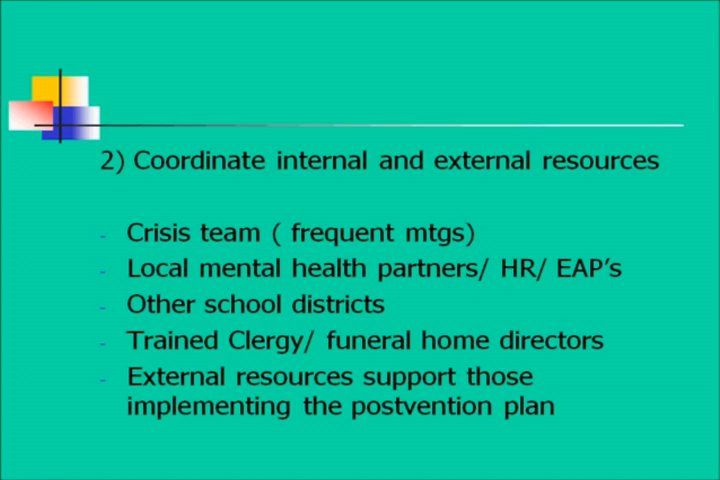 2) Coordinate internal and external resources
- Crisis team ( frequent mtgs)
- Local mental health partners/ HR/ EAP's
- Other school districts
- Trained Clergy/ funeral home directors
- External resources support those
implementing the postvention plan